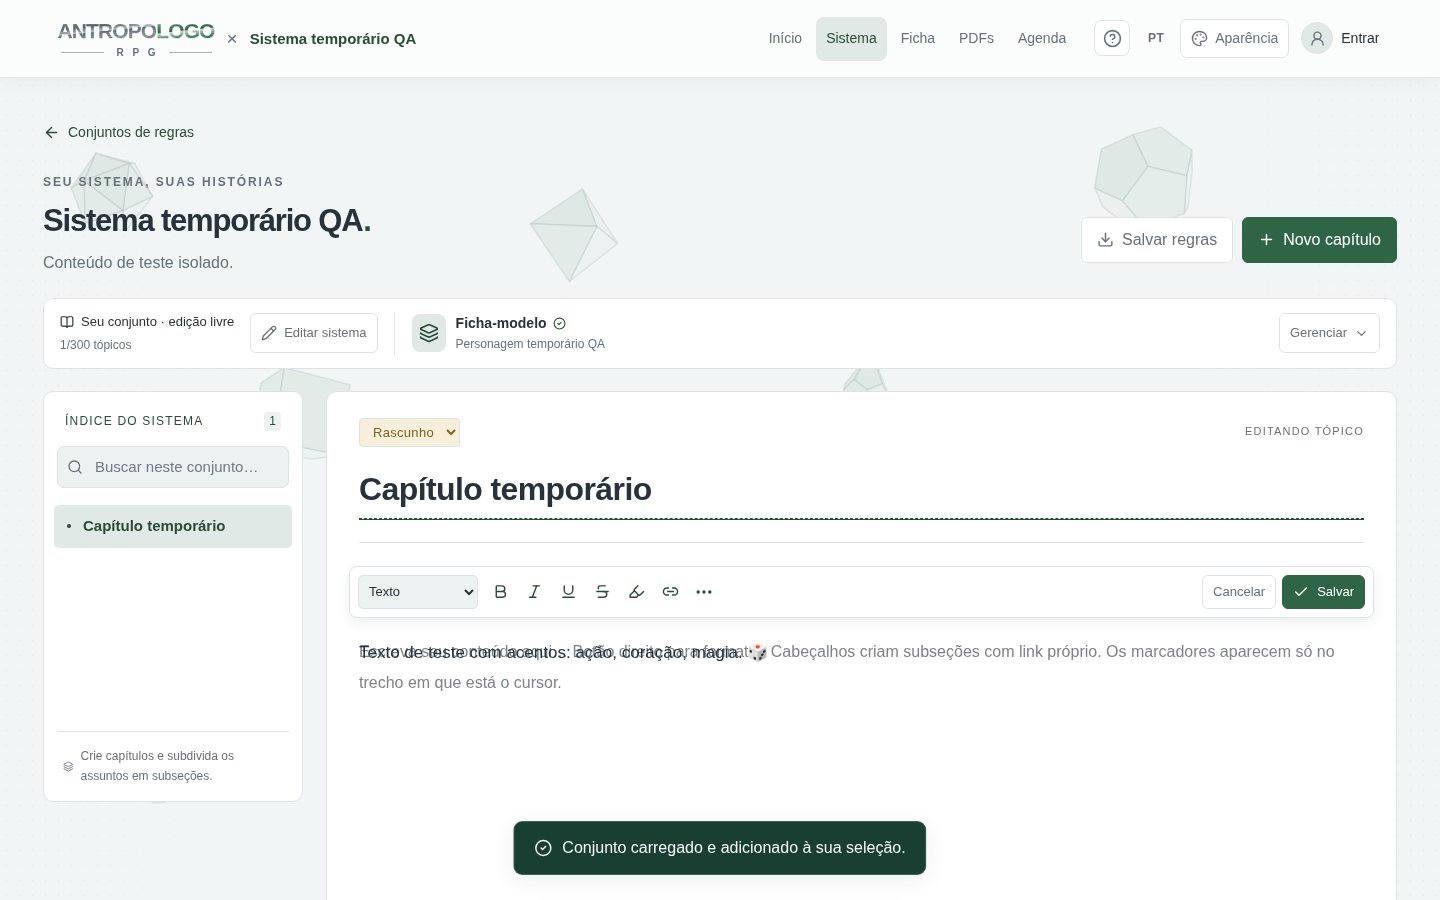 ANTROPOLOGO
RPG
× Sistema temporário QA
Início
Sistema
Ficha
PDFs
Agenda
PT
Aparência
Entrar
Conjuntos de regras
SEU SISTEMA, SUAS HISTÓRIAS
Sistema temporário QA.
Conteúdo de teste isolado.
Salvar regras
Novo capítulo
Seu conjunto · edição livre
1/300 tópicos
Editar sistema
Ficha-modelo
Personagem temporário QA
Gerenciar
ÍNDICE DO SISTEMA 1
Buscar neste conjunto…
• Capítulo temporário
Crie capítulos e subdivida os
assuntos em subseções.
Rascunho
EDITANDO TÓPICO
Capítulo temporário
Texto
Cancelar
Salvar
Texto de teste com acentos: ação, coração, magia. 🎲
Cabeçalhos criam subseções com link próprio. Os marcadores aparecem só no
trecho em que está o cursor.
Conjunto carregado e adicionado à sua seleção.